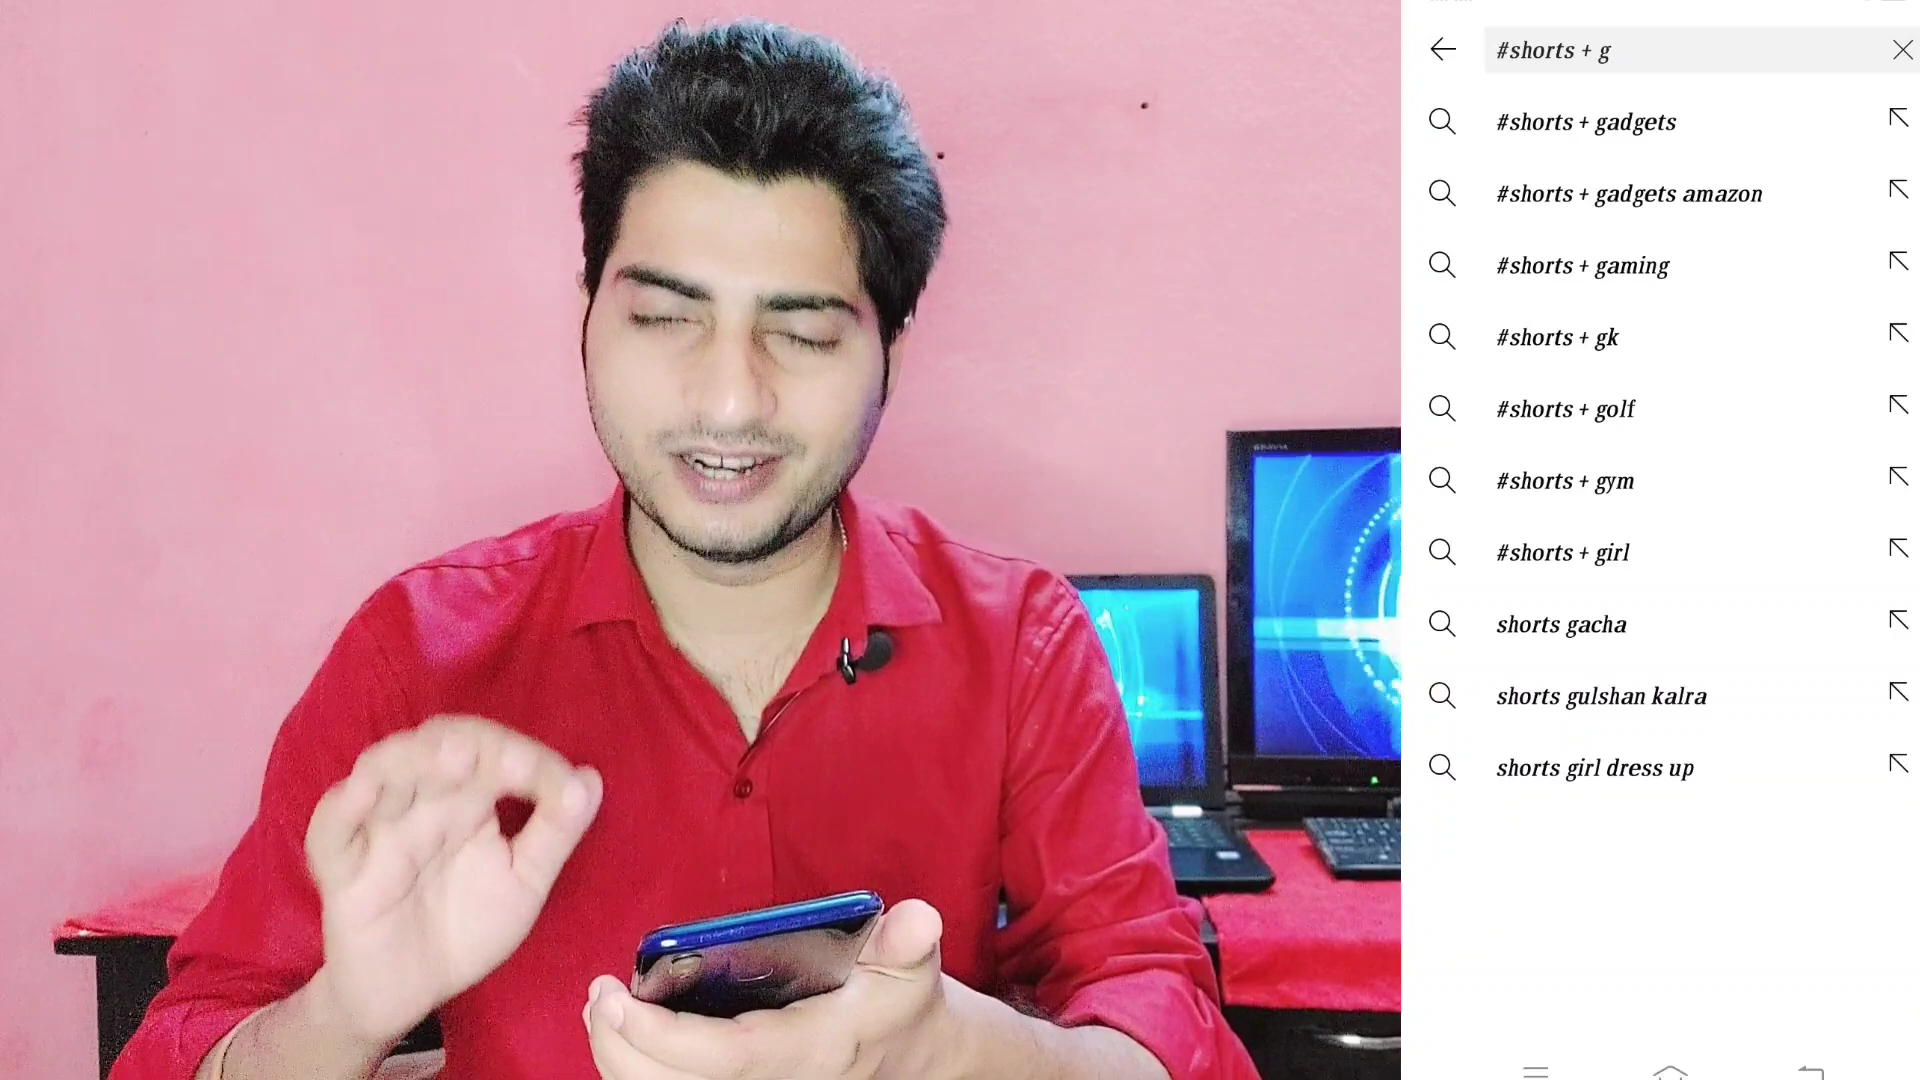 #shorts + g
#shorts + gadgets
#shorts + gadgets amazon
#shorts + gaming
#shorts + gk
#shorts + golf
#shorts + gym
#shorts + girl
shorts gacha
shorts gulshan kalra
shorts girl dress up